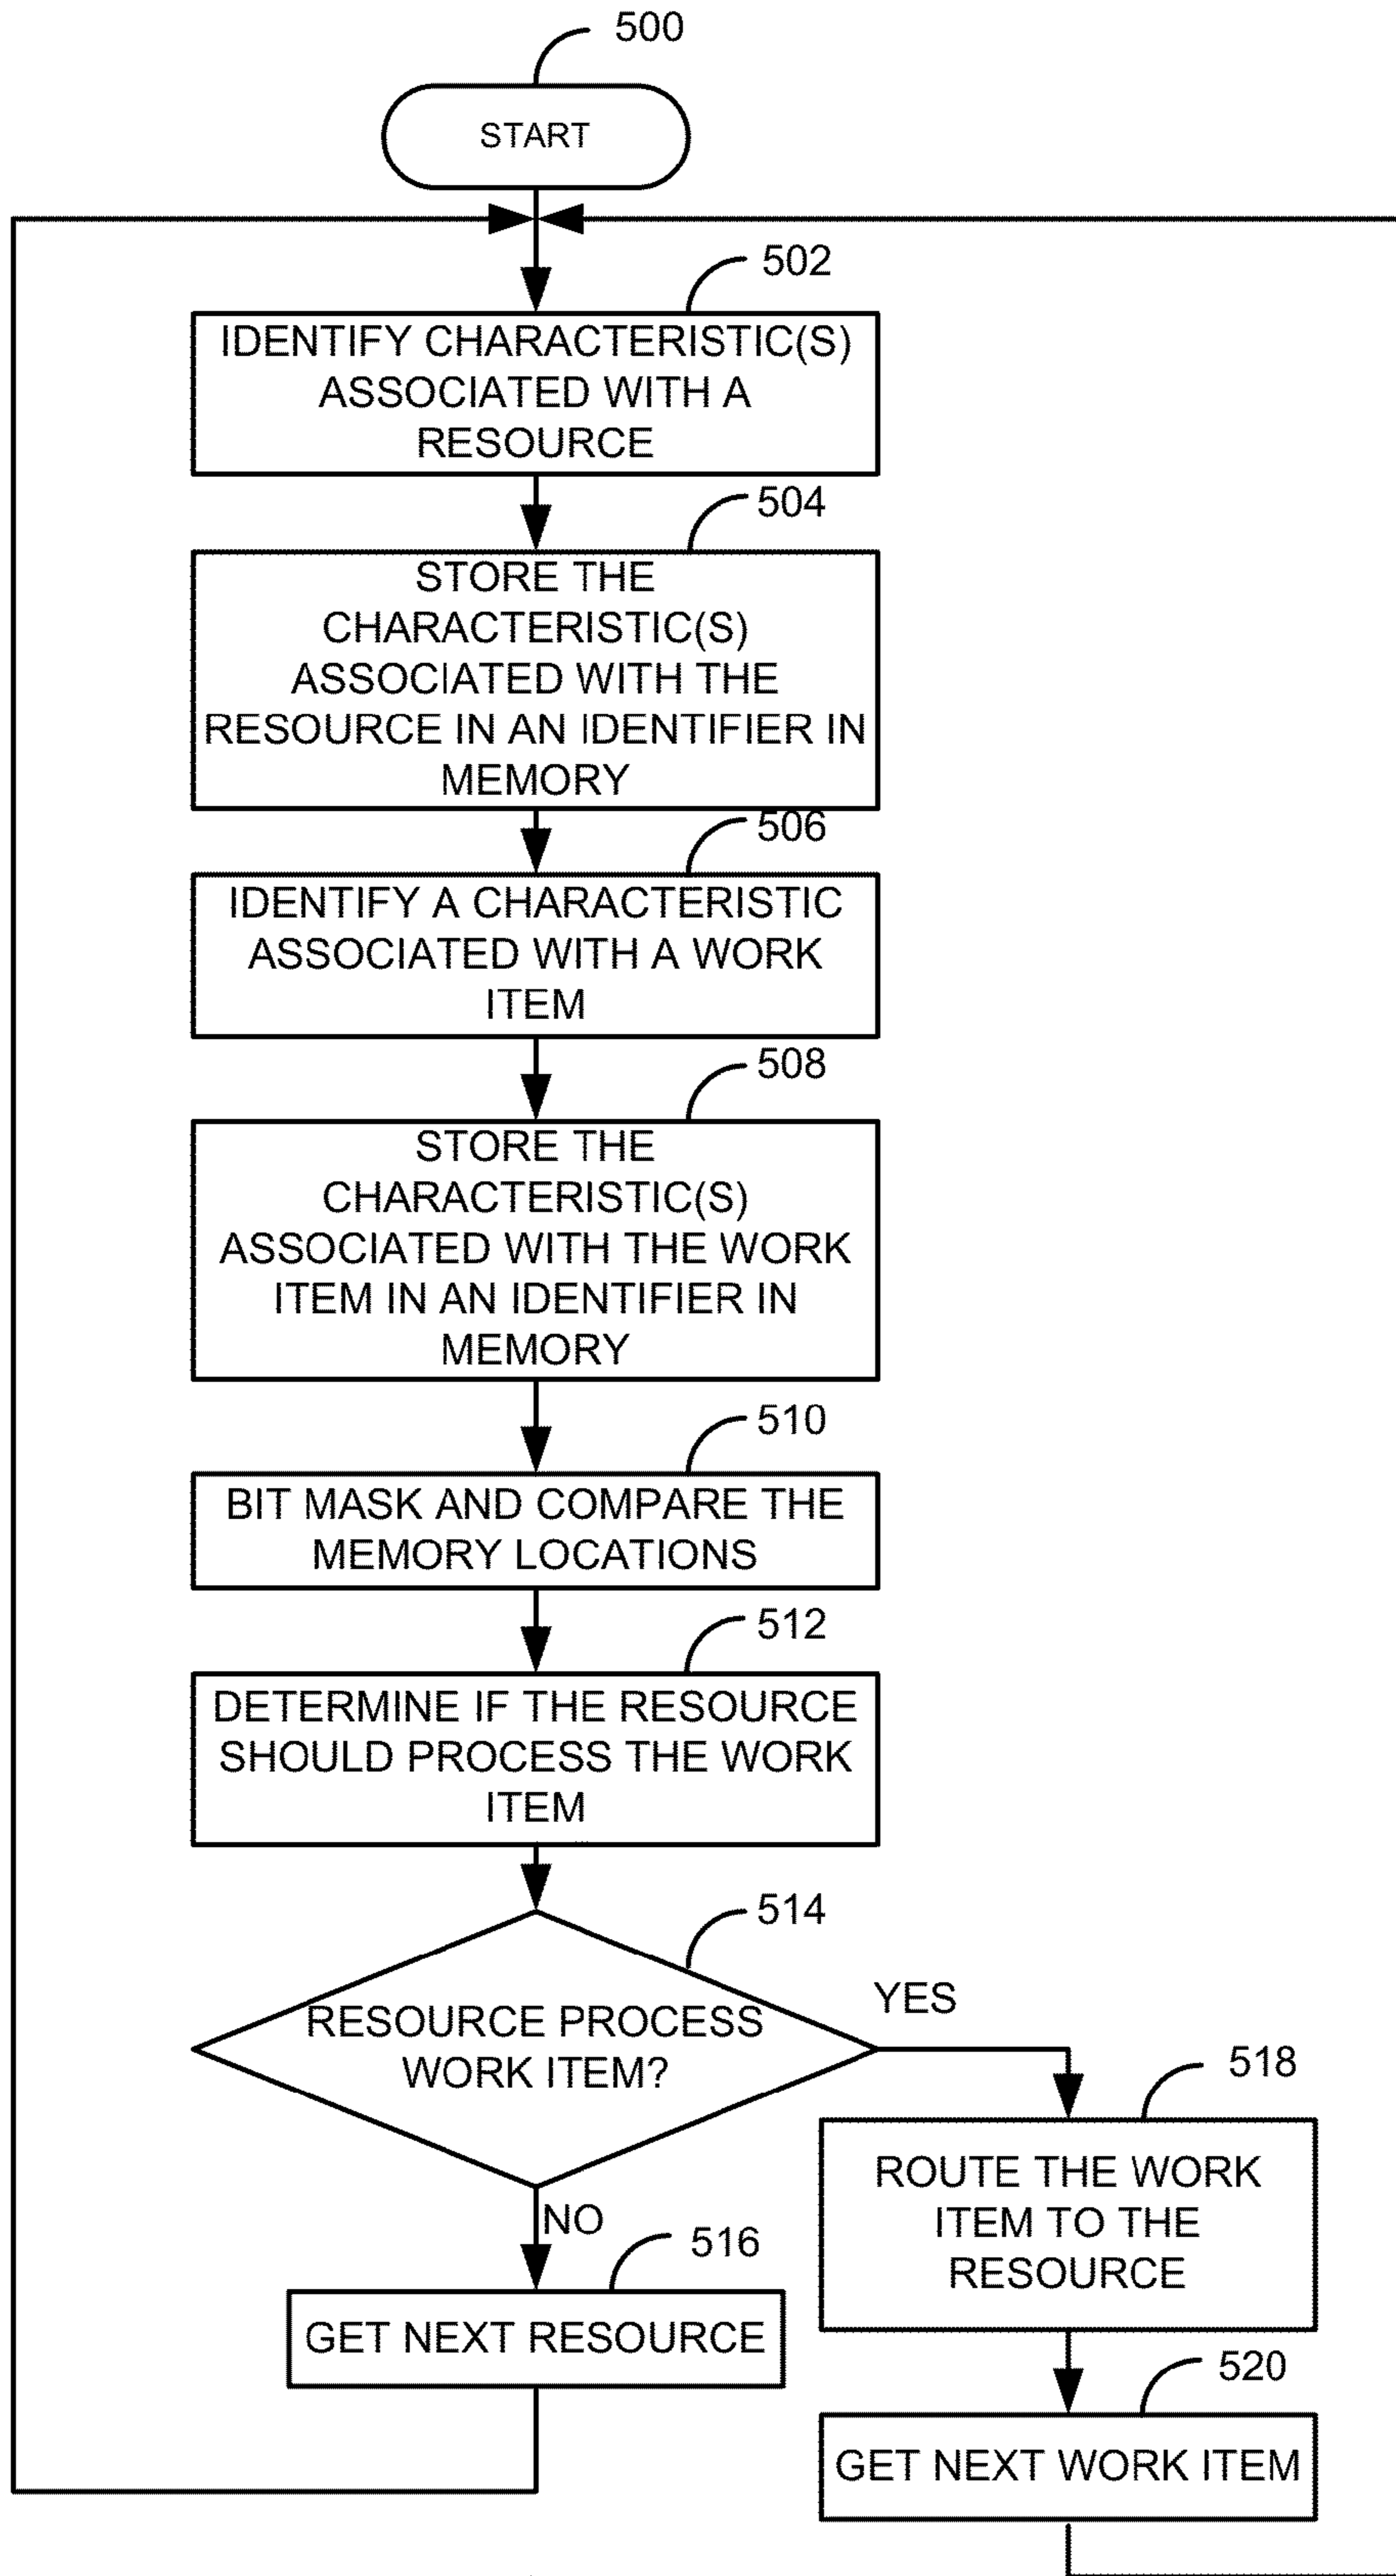 500
START
502
IDENTIFY CHARACTERISTIC(S)
ASSOCIATED WITH A
RESOURCE
504
STORE THE
CHARACTERISTIC(S)
ASSOCIATED WITH THE
RESOURCE IN AN IDENTIFIER IN
MEMORY
506
IDENTIFY A CHARACTERISTIC
ASSOCIATED WITH A WORK
ITEM
508
STORE THE
CHARACTERISTIC(S)
ASSOCIATED WITH THE WORK
ITEM IN AN IDENTIFIER IN
MEMORY
510
BIT MASK AND COMPARE THE
MEMORY LOCATIONS
512
DETERMINE IF THE RESOURCE
SHOULD PROCESS THE WORK
ITEM
514
RESOURCE PROCESS
WORK ITEM?
YES
NO
516
GET NEXT RESOURCE
518
ROUTE THE WORK
ITEM TO THE
RESOURCE
520
GET NEXT WORK ITEM